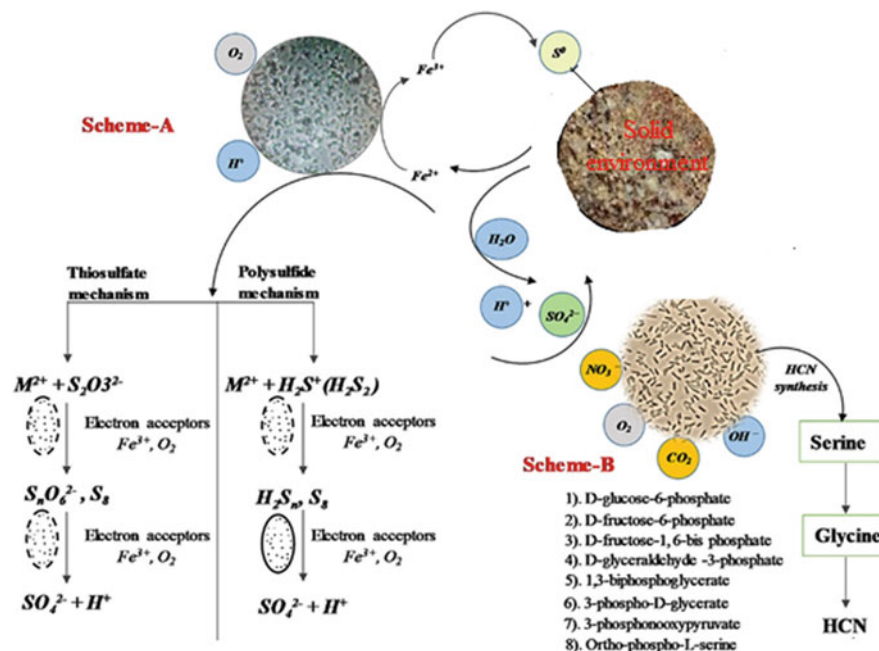 O₂
Fe³⁺
S⁰
Scheme-A
Solid
environment
H⁺
Fe²⁺
H₂O
Thiosulfate
mechanism
Polysulfide
mechanism
H⁺ + SO₄²⁻
NO₃⁻
HCN
synthesis
M²⁺ + S₂O3²⁻
M²⁺ + H₂S⁺(H₂S₂)
Electron acceptors
Fe³⁺, O₂
Electron acceptors
Fe³⁺, O₂
O₂
OH⁻
CO₂
Serine
Scheme-B
SₙO₆²⁻, S₈
H₂Sₙ, S₈
Electron acceptors
Fe³⁺, O₂
Electron acceptors
Fe³⁺, O₂
SO₄²⁻ + H⁺
SO₄²⁻ + H⁺
1). D-glucose-6-phosphate
2). D-fructose-6-phosphate
3). D-fructose-1, 6-bis phosphate
4). D-glyceraldehyde -3-phosphate
5). 1,3-biphosphoglycerate
6). 3-phospho-D-glycerate
7). 3-phosphonooxypyruvate
8). Ortho-phospho-L-serine
Glycine
HCN